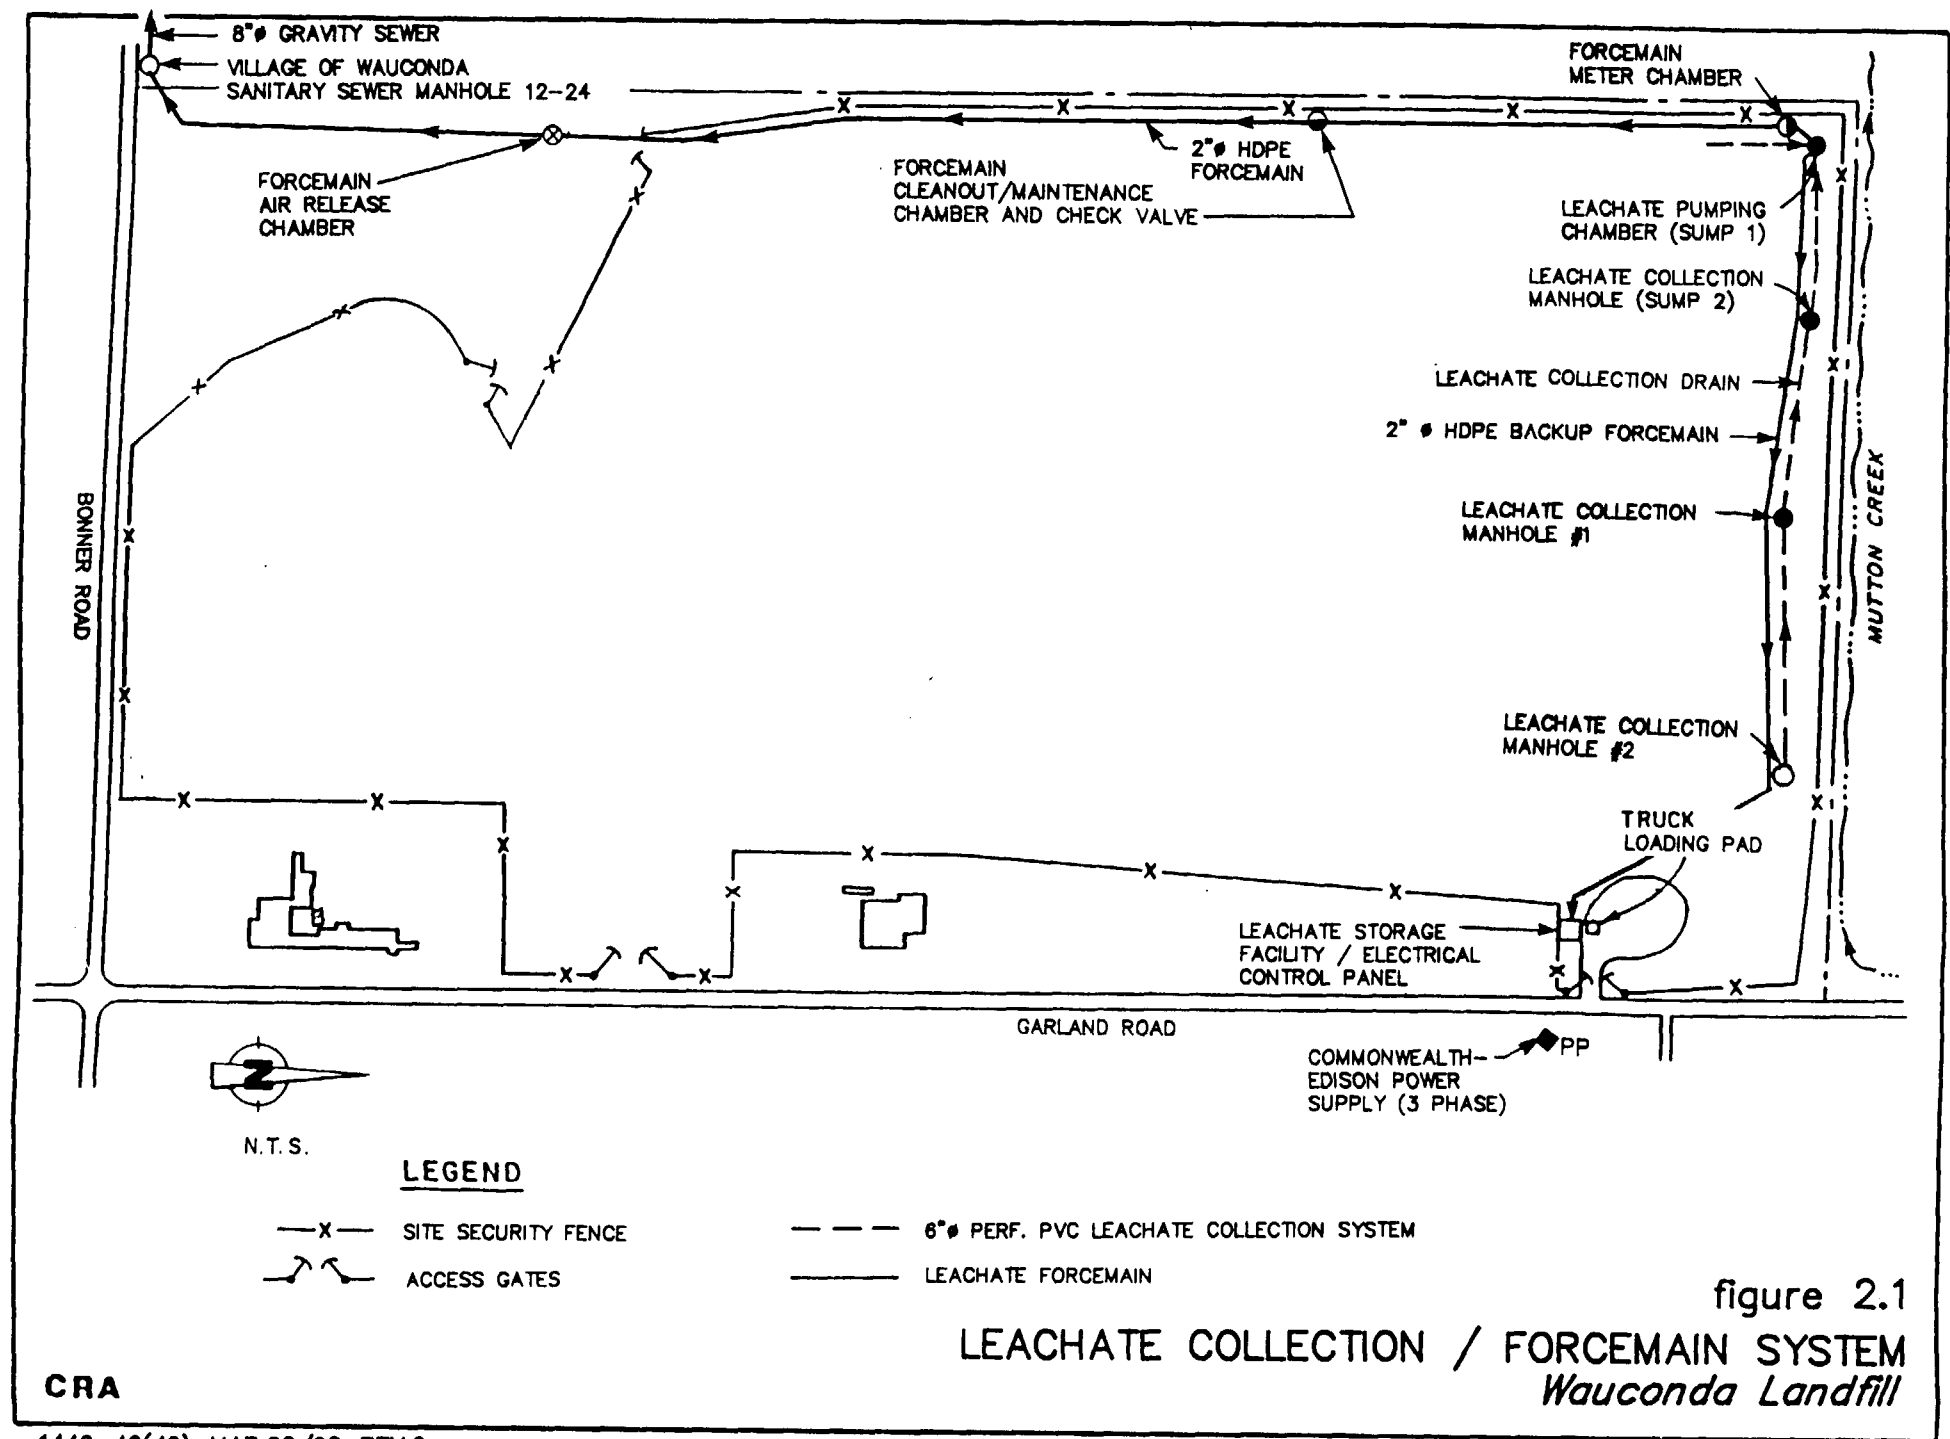 8"ø GRAVITY SEWER
VILLAGE OF WAUCONDA
SANITARY SEWER MANHOLE 12-24
FORCEMAIN
METER CHAMBER
FORCEMAIN
AIR RELEASE
CHAMBER
FORCEMAIN
CLEANOUT/MAINTENANCE
CHAMBER AND CHECK VALVE
2"ø HDPE
FORCEMAIN
LEACHATE PUMPING
CHAMBER (SUMP 1)
LEACHATE COLLECTION
MANHOLE (SUMP 2)
LEACHATE COLLECTION DRAIN
2" ø HDPE BACKUP FORCEMAIN
LEACHATE COLLECTION
MANHOLE #1
BONNER ROAD
MUTTON CREEK
LEACHATE COLLECTION
MANHOLE #2
TRUCK
LOADING PAD
LEACHATE STORAGE
FACILITY / ELECTRICAL
CONTROL PANEL
GARLAND ROAD
PP
COMMONWEALTH-
EDISON POWER
SUPPLY (3 PHASE)
N
N.T.S.
LEGEND
—X— SITE SECURITY FENCE
ACCESS GATES
6"ø PERF. PVC LEACHATE COLLECTION SYSTEM
LEACHATE FORCEMAIN
figure 2.1
LEACHATE COLLECTION / FORCEMAIN SYSTEM
Wauconda Landfill
CRA